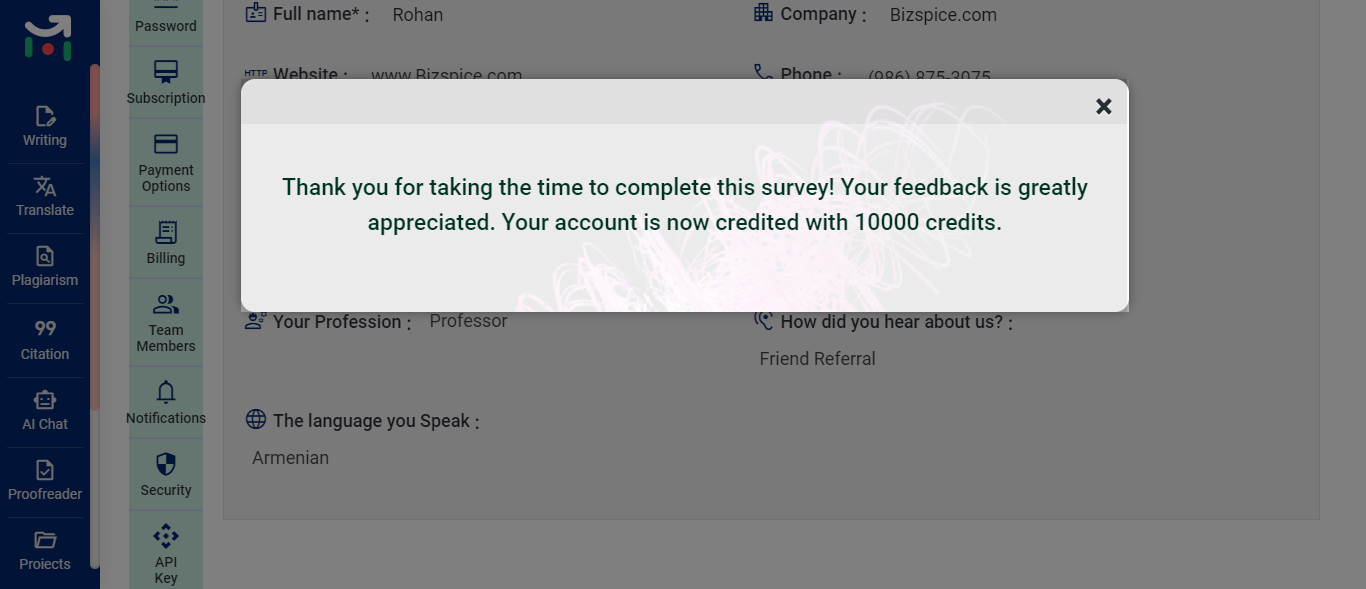 Writing
Translate
Plagiarism
Citation
AI Chat
Proofreader
Projects
Password
Subscription
Payment
Options
Billing
Team
Members
Notifications
Security
API
Key
Full name* : Rohan
Company : Bizspice.com
HTTP Website : www.Bizspice.com
Phone : (986) 875-3075
Thank you for taking the time to complete this survey! Your feedback is greatly
appreciated. Your account is now credited with 10000 credits.
Your Profession : Professor
How did you hear about us? :
Friend Referral
The language you Speak :
Armenian